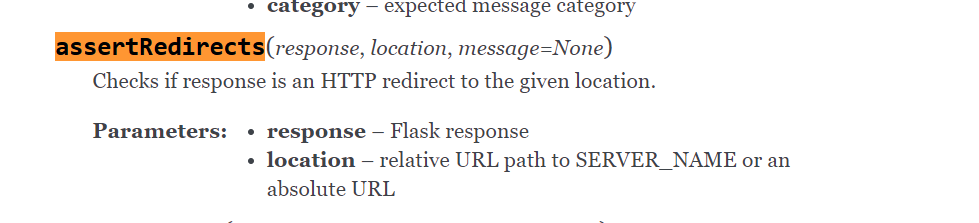 • category – expected message category
assertRedirects(response, location, message=None)
Checks if response is an HTTP redirect to the given location.
Parameters: • response – Flask response
• location – relative URL path to SERVER_NAME or an
absolute URL